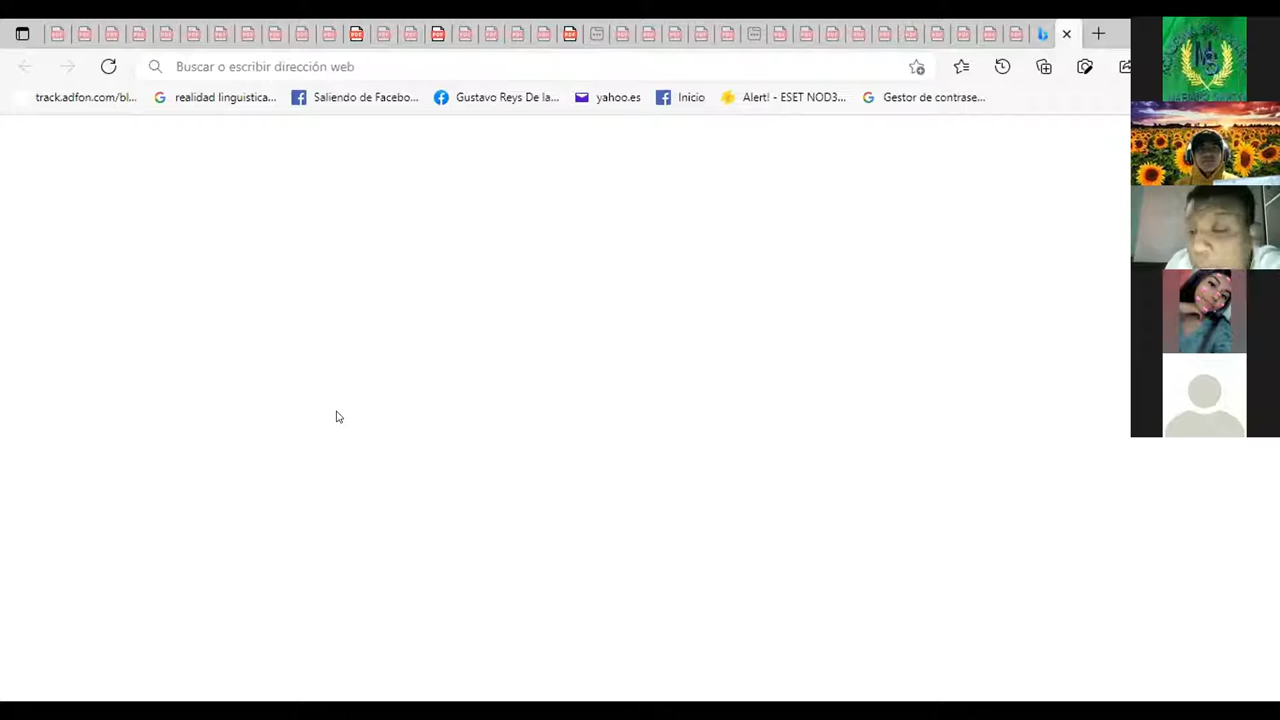 Buscar o escribir dirección web
track.adfon.com/bl...
realidad linguistica...
Saliendo de Facebo...
Gustavo Reys De la...
yahoo.es
Inicio
Alert! - ESET NOD3...
Gestor de contrase...